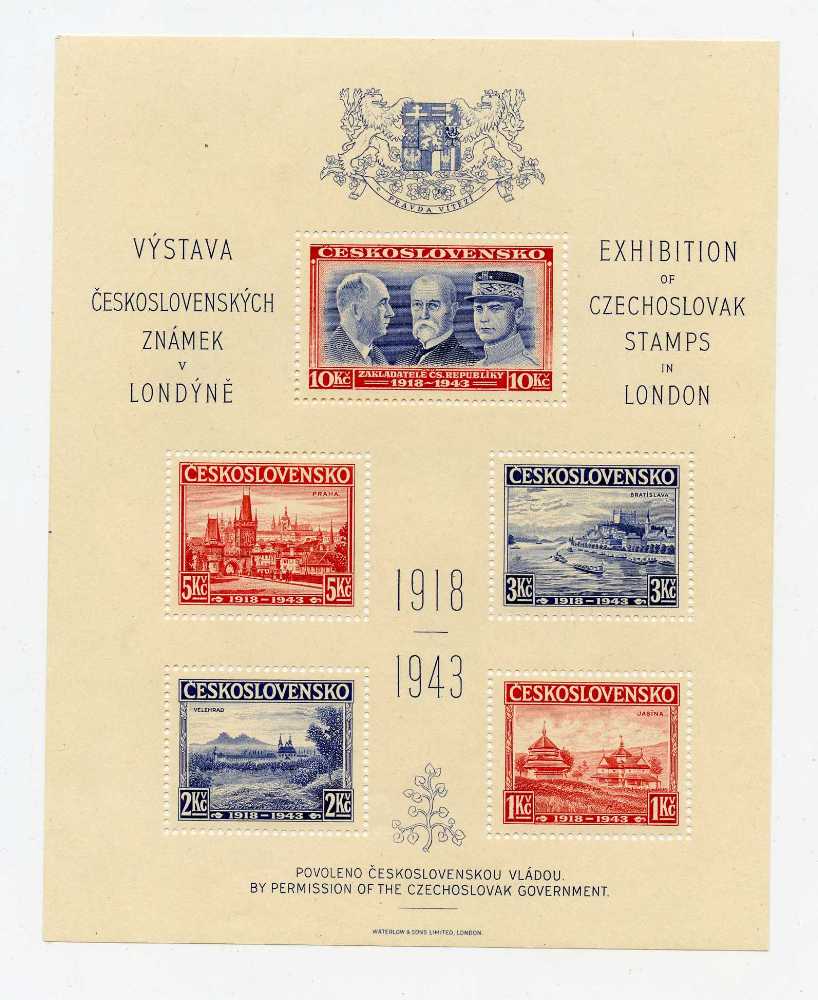 PRAVDA VÍTĚZÍ
VÝSTAVA
ČESKOSLOVENSKÝCH
ZNÁMEK
V
LONDÝNĚ
ČESKOSLOVENSKO
10Kč
ZAKLADATELÉ ČS. REPUBLIKY
1918-1943
10Kč
EXHIBITION
OF
CZECHOSLOVAK
STAMPS
IN
LONDON
ČESKOSLOVENSKO
PRAHA
5Kč
5Kč
1918-1943
ČESKOSLOVENSKO
BRATISLAVA
3Kč
3Kč
1918-1943
1918
1943
ČESKOSLOVENSKO
VELEHRAD
2Kč
2Kč
1918-1943
ČESKOSLOVENSKO
JASINA
1Kč
1Kč
1918-1943
POVOLENO ČESKOSLOVENSKOU VLÁDOU.
BY PERMISSION OF THE CZECHOSLOVAK GOVERNMENT.
WATERLOW & SONS LIMITED, LONDON.